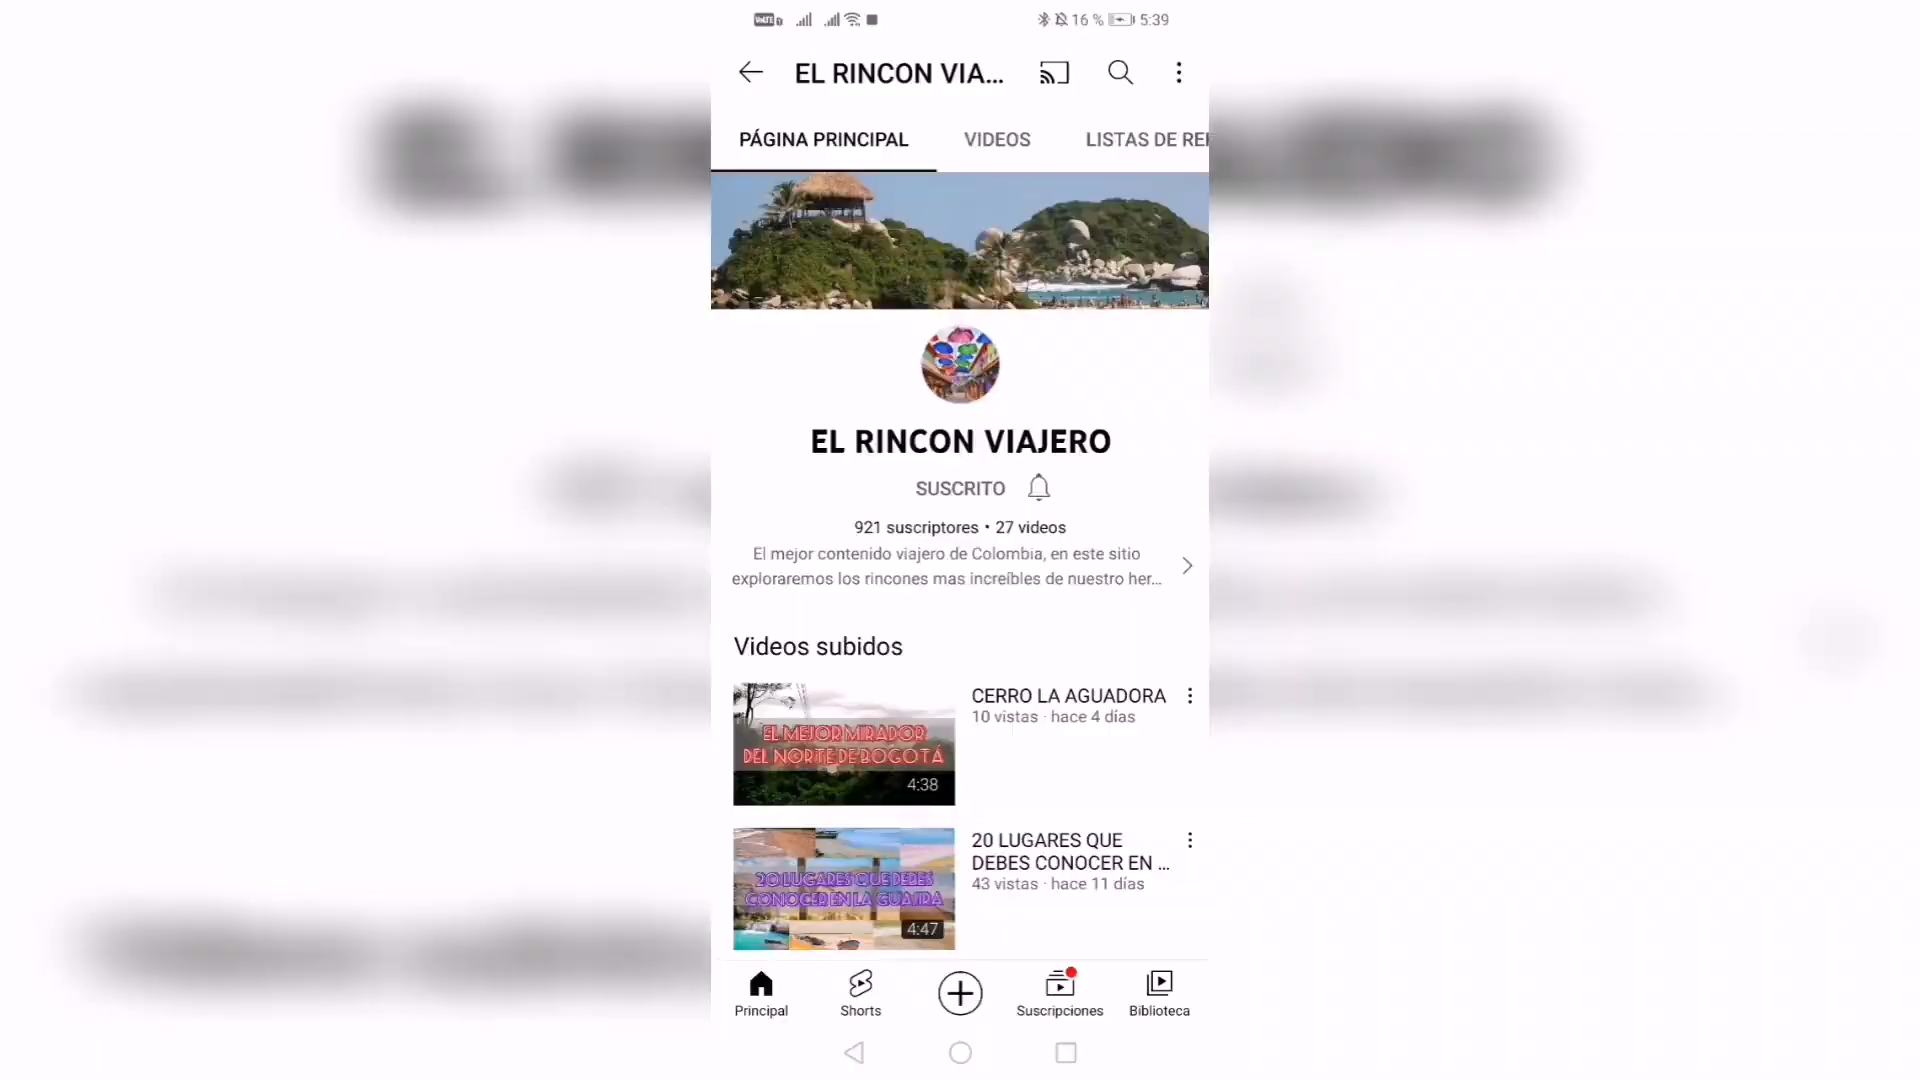 VoLTE 16 % 5:39
EL RINCON VIA...
PÁGINA PRINCIPAL VIDEOS LISTAS DE REI
EL RINCON VIAJERO
SUSCRITO
921 suscriptores • 27 videos
El mejor contenido viajero de Colombia, en este sitio
exploraremos los rincones mas increíbles de nuestro her...
Videos subidos
CERRO LA AGUADORA
10 vistas · hace 4 días
EL MEJOR MIRADOR
DEL NORTE DE BOGOTÁ
4:38
20 LUGARES QUE
DEBES CONOCER EN ...
43 vistas · hace 11 días
20 LUGARES QUE DEBES
CONOCER EN LA GUAJIRA
4:47
Principal Shorts Suscripciones Biblioteca